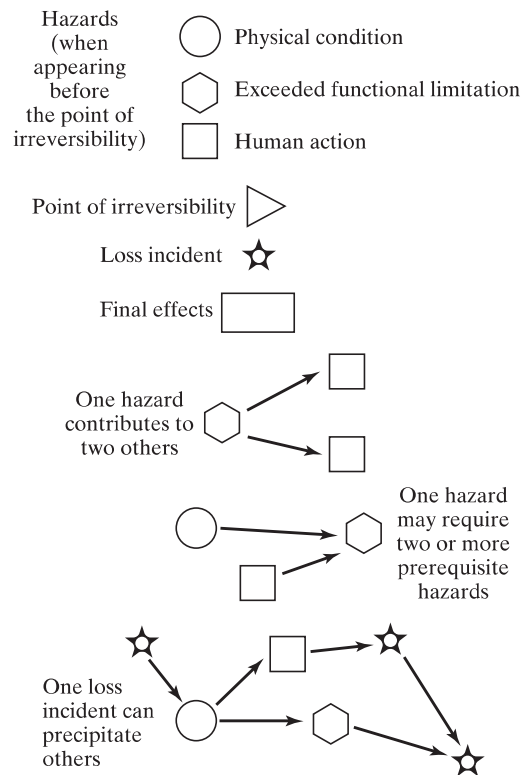 Hazards
(when
appearing
before
the point of
irreversibility)
Physical condition
Exceeded functional limitation
Human action
Point of irreversibility
Loss incident
Final effects
One hazard
contributes to
two others
One hazard
may require
two or more
prerequisite
hazards
One loss
incident can
precipitate
others